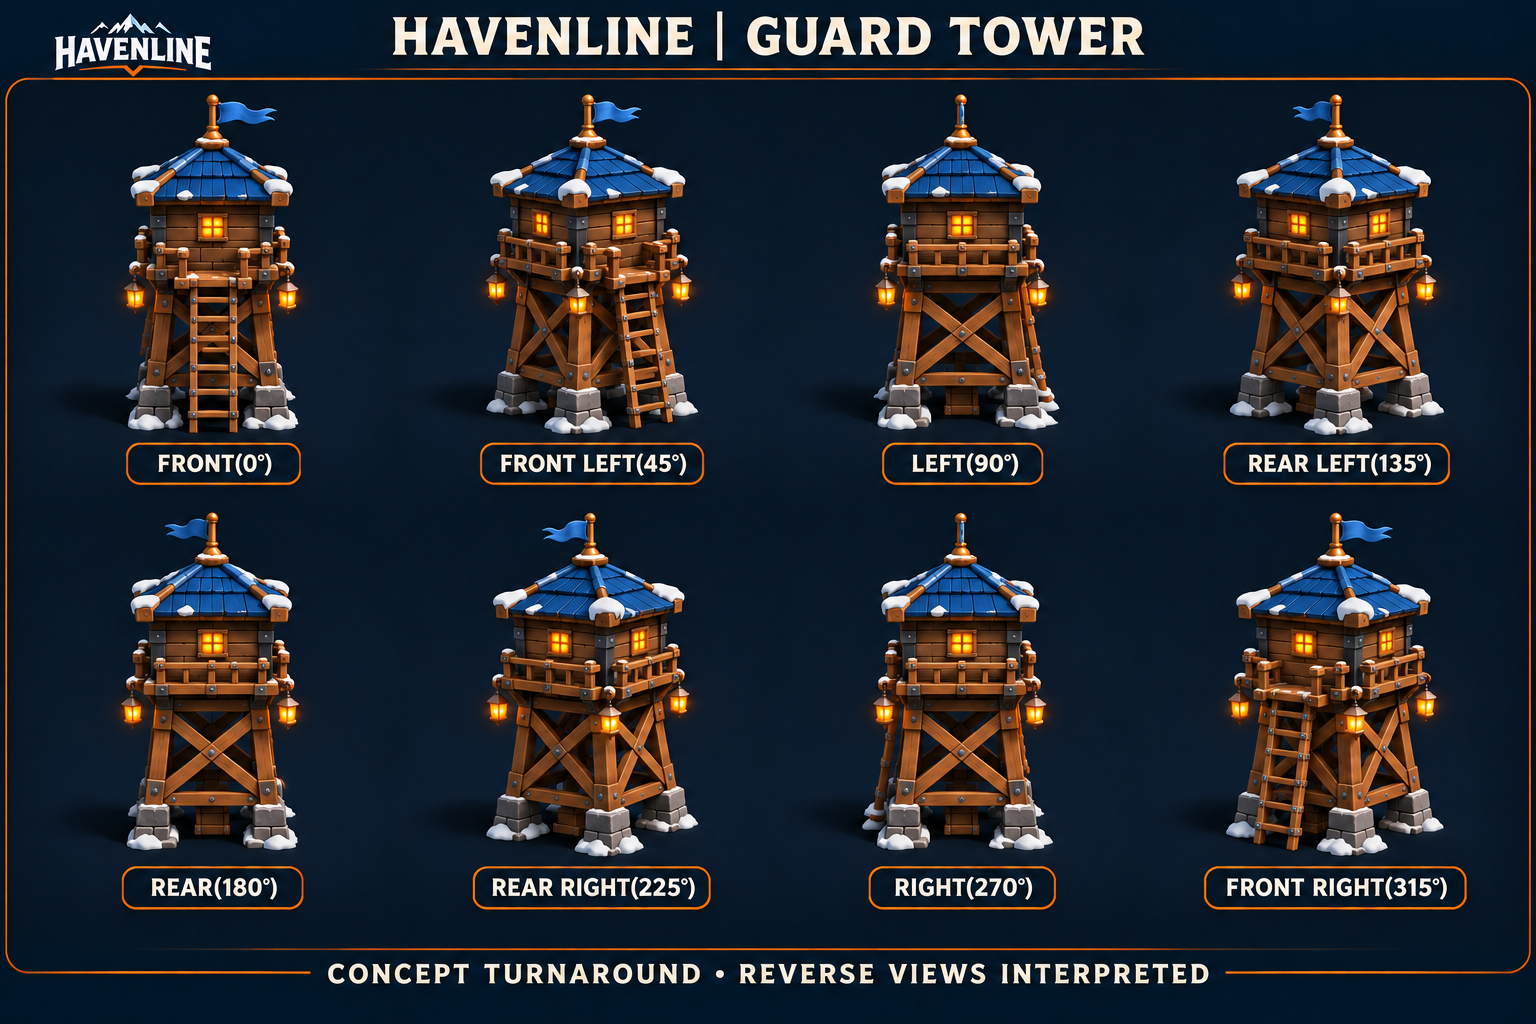 HAVENLINE
HAVENLINE | GUARD TOWER
FRONT(0°)
FRONT LEFT(45°)
LEFT(90°)
REAR LEFT(135°)
REAR(180°)
REAR RIGHT(225°)
RIGHT(270°)
FRONT RIGHT(315°)
CONCEPT TURNAROUND • REVERSE VIEWS INTERPRETED